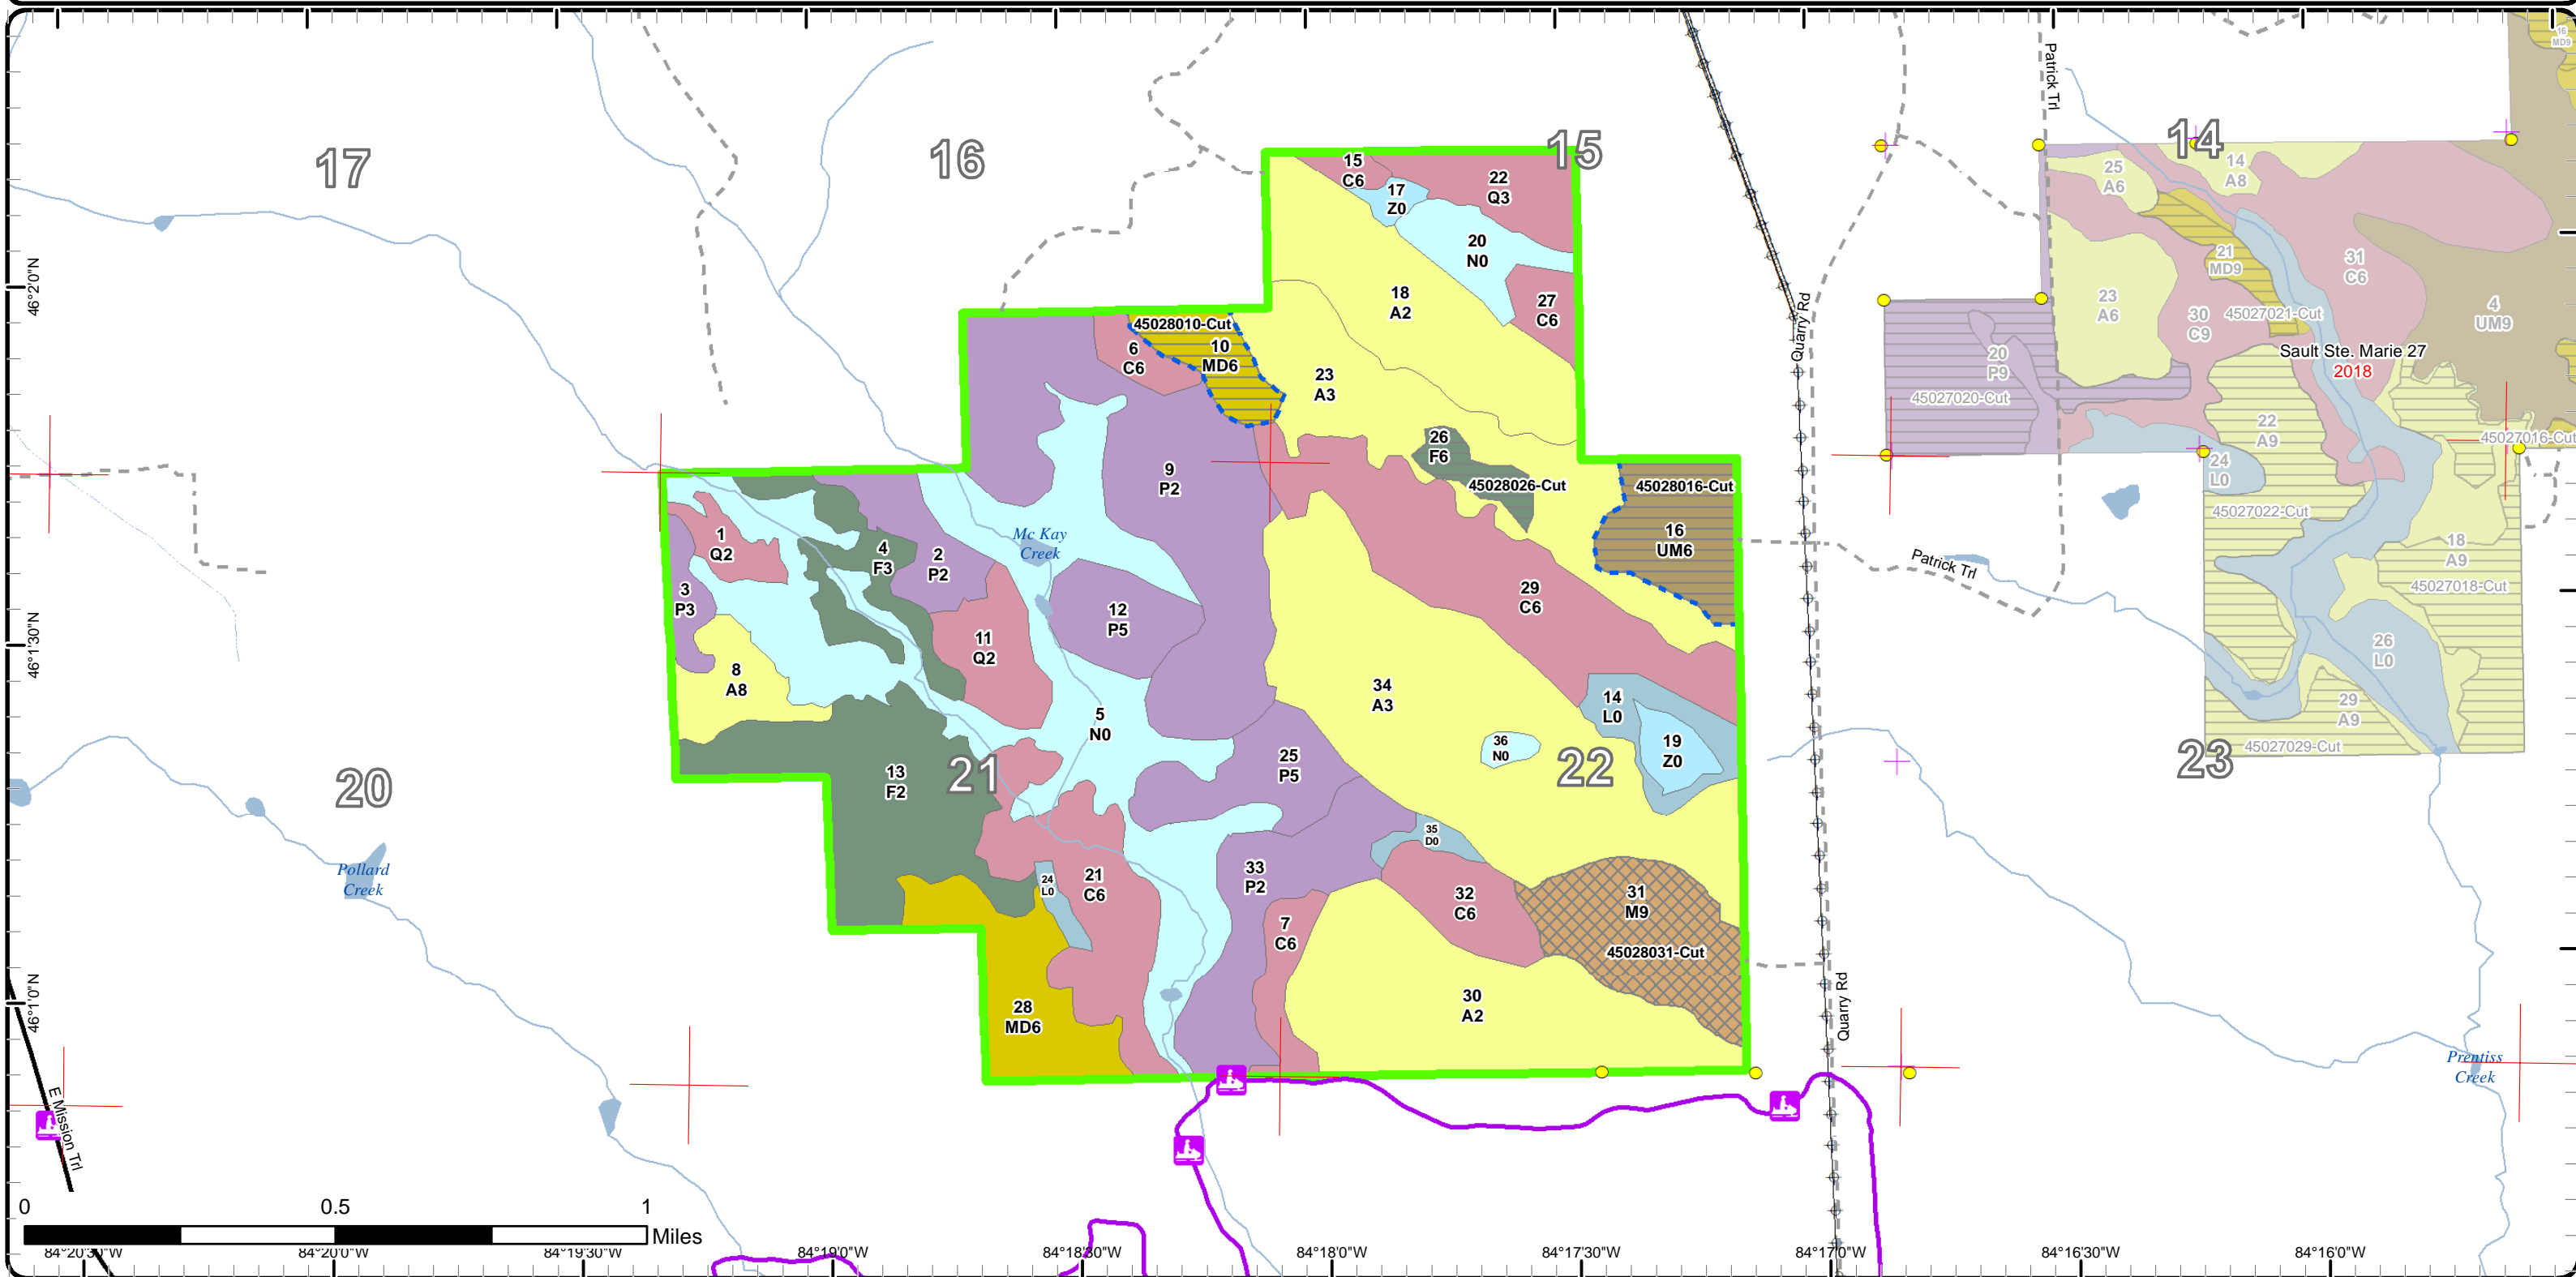 17
16
15
14
16
MD9
Patrick Trl
25
A6
14
A8
15
C6
22
Q3
17
Z0
20
N0
27
C6
18
A2
45028010-Cut
10
MD6
6
C6
23
A3
21
MD9
31
C6
23
A6
30
C9
45027021-Cut
4
UM9
Sault Ste. Marie 27
2018
20
P9
45027020-Cut
22
A9
45027016-Cut
24
L0
45027022-Cut
18
A9
45027018-Cut
26
L0
29
A9
45027029-Cut
23
46°2'0"N
Quarry Rd
26
F6
45028026-Cut
45028016-Cut
16
UM6
9
P2
Mc Kay
Creek
1
Q2
4
F3
2
P2
3
P3
12
P5
29
C6
Patrick Trl
46°1'30"N
11
Q2
8
A8
34
A3
14
L0
5
N0
36
N0
19
Z0
25
P5
20
21
22
13
F2
35
D0
Pollard
Creek
24
L0
21
C6
33
P2
32
C6
31
M9
45028031-Cut
7
C6
30
A2
28
MD6
46°1'0"N
Quarry Rd
Prentiss
Creek
E Mission Trl
0 0.5 1
Miles
84°20'30"W 84°20'0"W 84°19'30"W 84°19'0"W 84°18'30"W 84°18'0"W 84°17'30"W 84°17'0"W 84°16'30"W 84°16'0"W